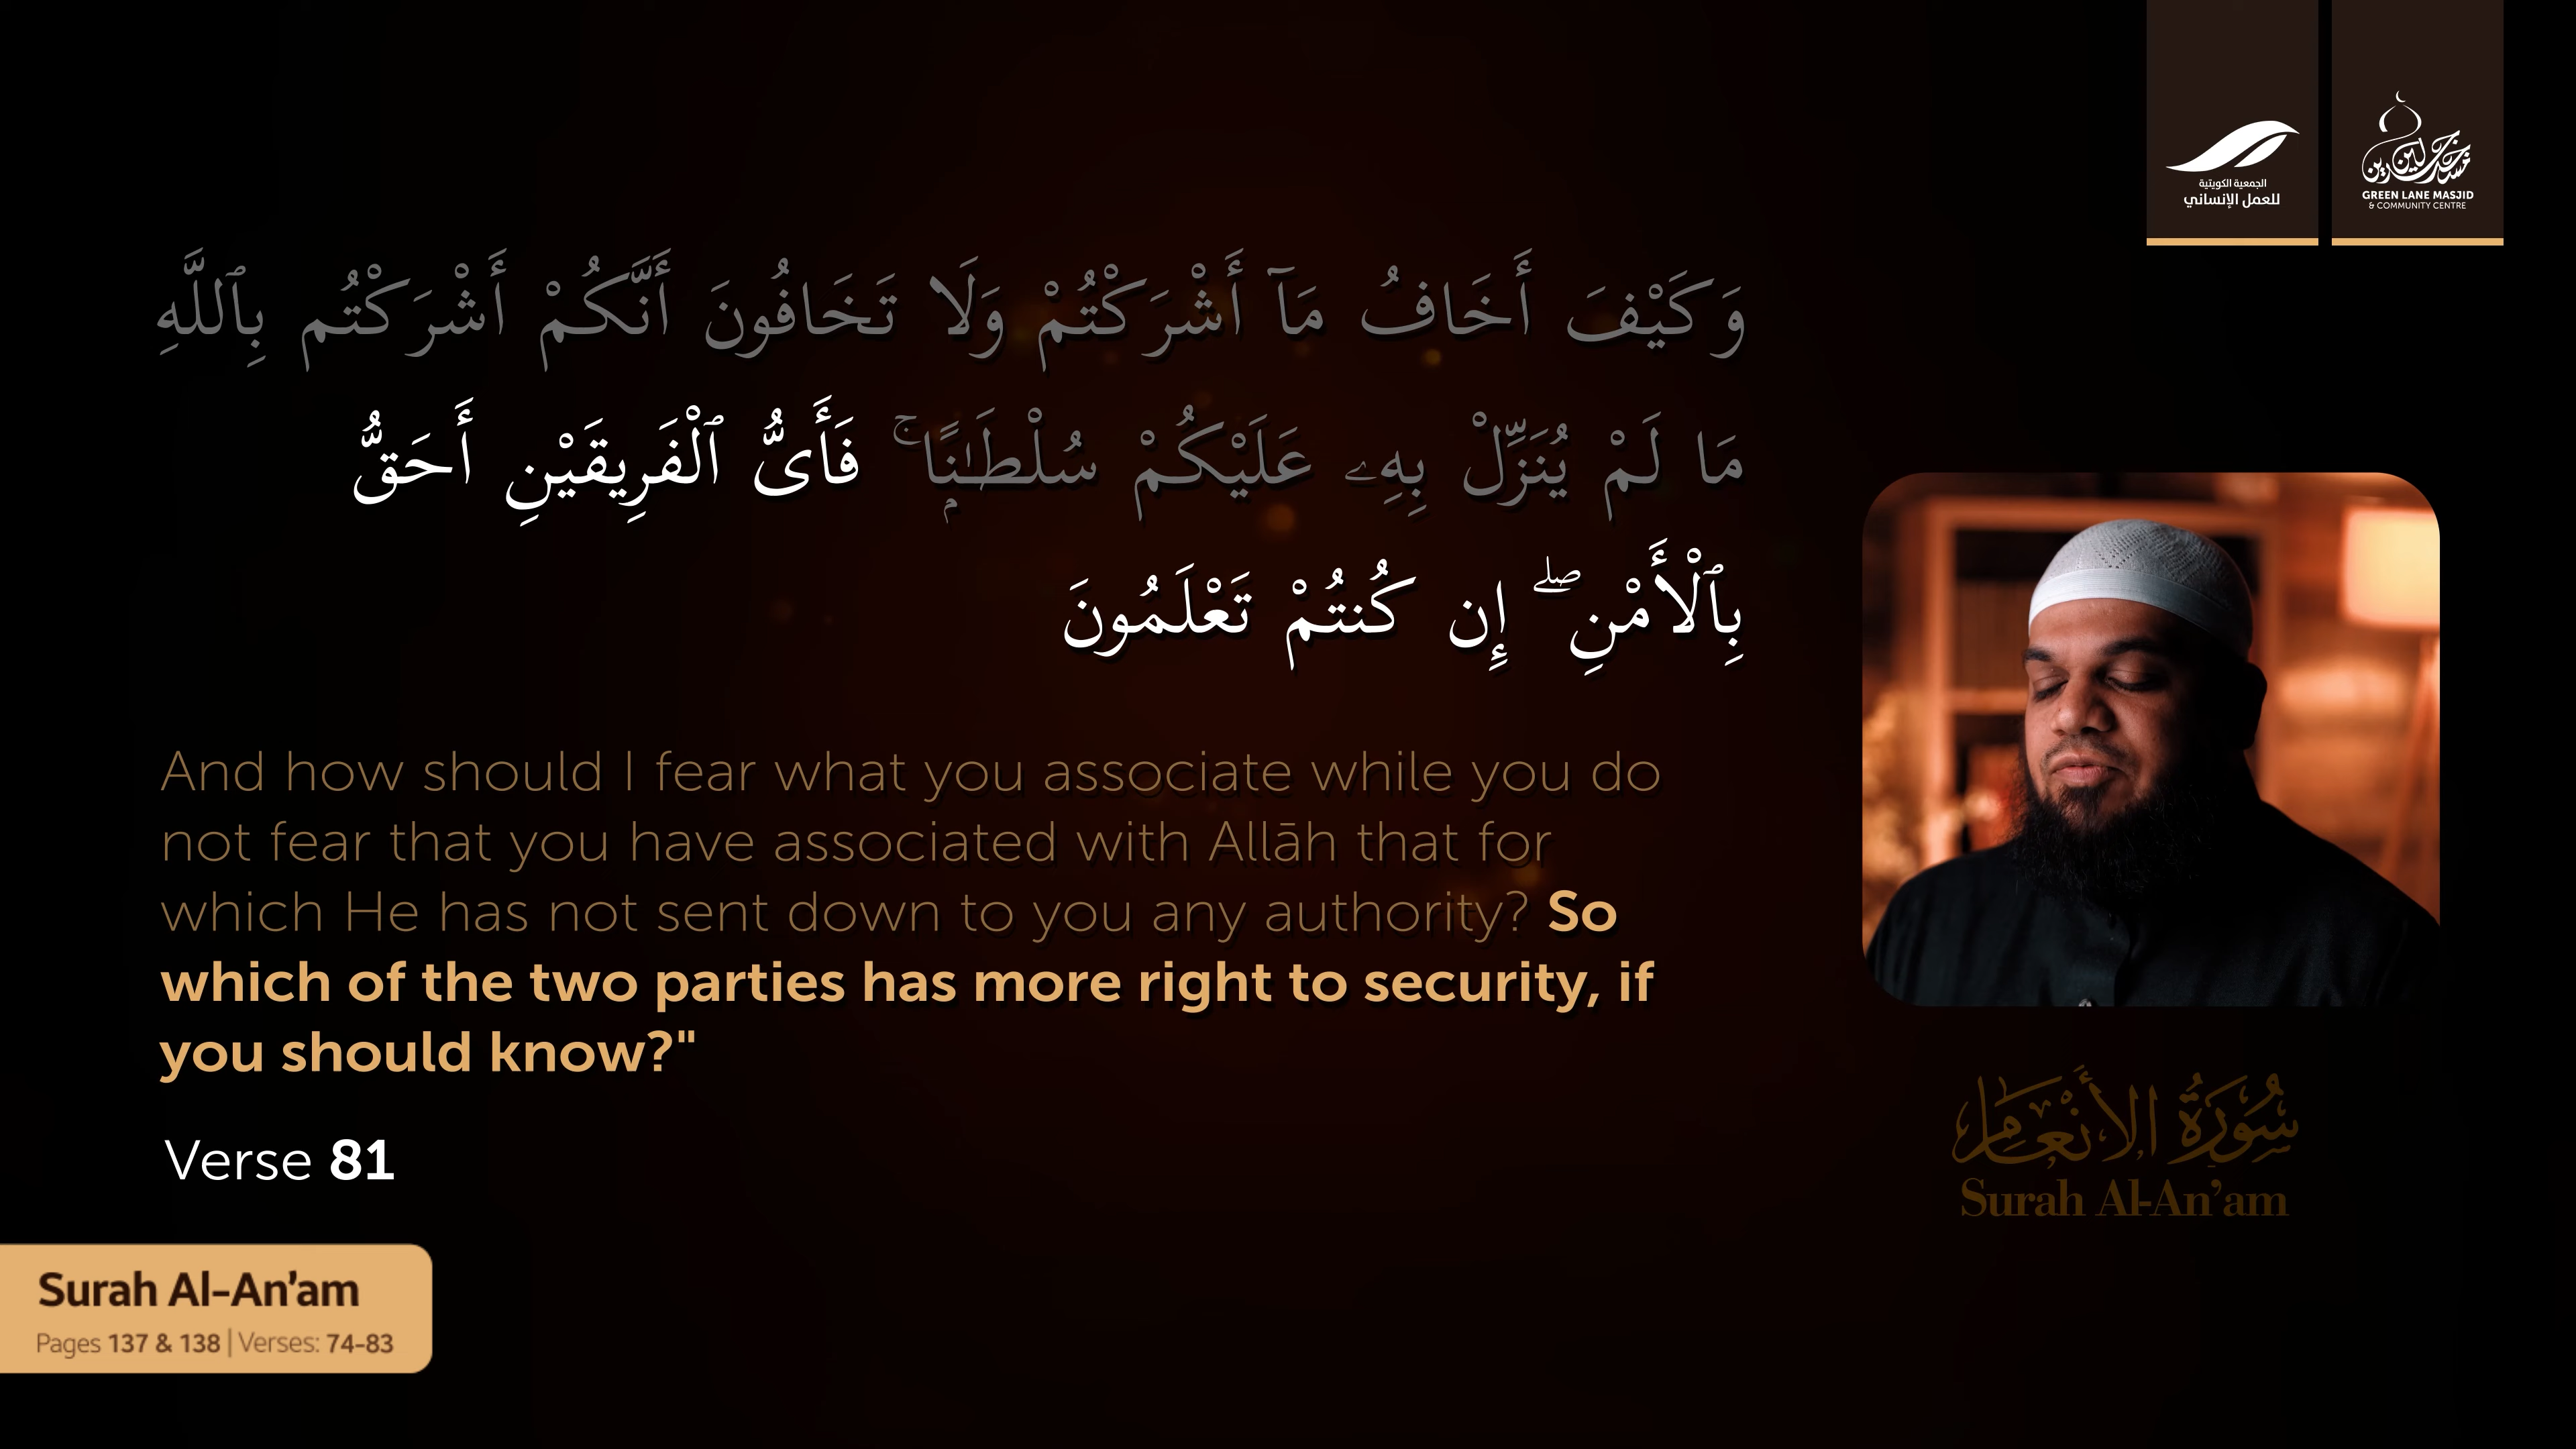 الجمعية الكويتية
للعمل الإنساني
مسجد جرين لين
GREEN LANE MASJID
& COMMUNITY CENTRE
وَكَيْفَ أَخَافُ مَآ أَشْرَكْتُمْ وَلَا تَخَافُونَ أَنَّكُمْ أَشْرَكْتُم بِٱللَّهِ
مَا لَمْ يُنَزِّلْ بِهِۦ عَلَيْكُمْ سُلْطَـٰنًۭا ۚ فَأَىُّ ٱلْفَرِيقَيْنِ أَحَقُّ
بِٱلْأَمْنِ ۖ إِن كُنتُمْ تَعْلَمُونَ
And how should I fear what you associate while you do
not fear that you have associated with Allāh that for
which He has not sent down to you any authority? So
which of the two parties has more right to security, if
you should know?"
Verse 81
سُورَةُ الأَنْعَامِ
Surah Al-An’am
Surah Al-An’am
Pages 137 & 138 | Verses: 74-83